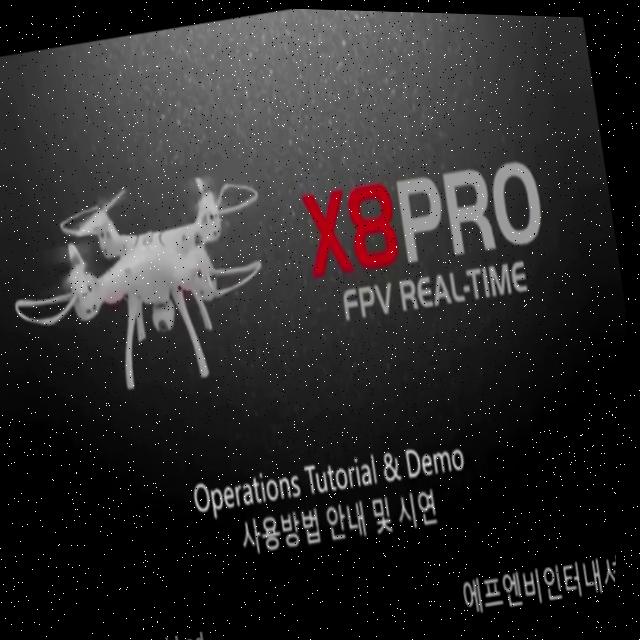 X8PRO
FPV REAL-TIME
Operations Tutorial & Demo
사용방법 안내 및 시연